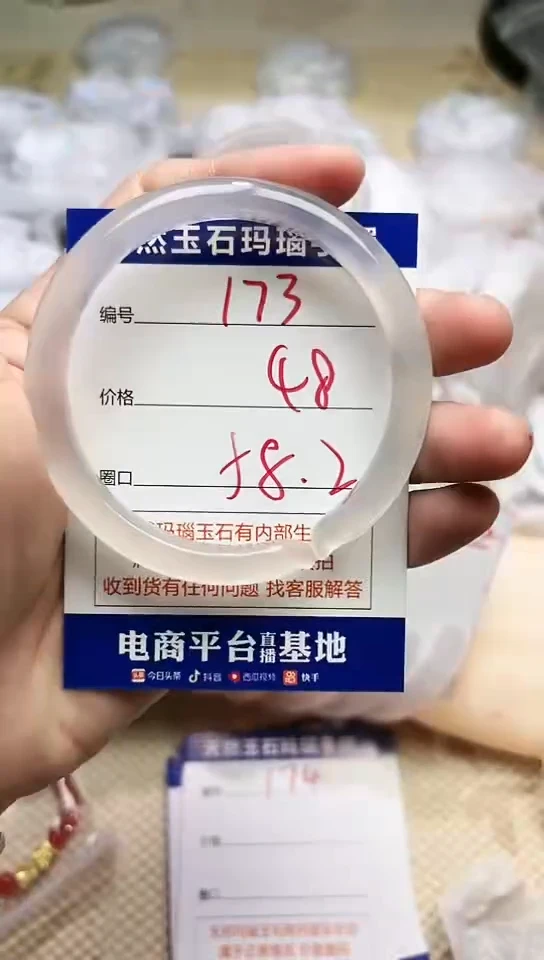 然玉石玛瑙
编号 173
价格 48
圈口 58.2
玛瑙玉石有内部生
拍
收到货有任何问题 找客服解答
电商平台直播基地
今日头条 抖音 西瓜视频 快手
174